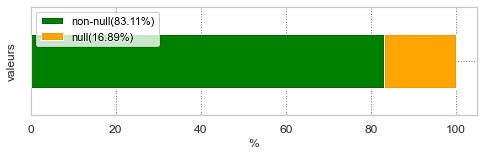 non-null(83.11%)
null(16.89%)
valeurs
0 20 40 60 80 100
%